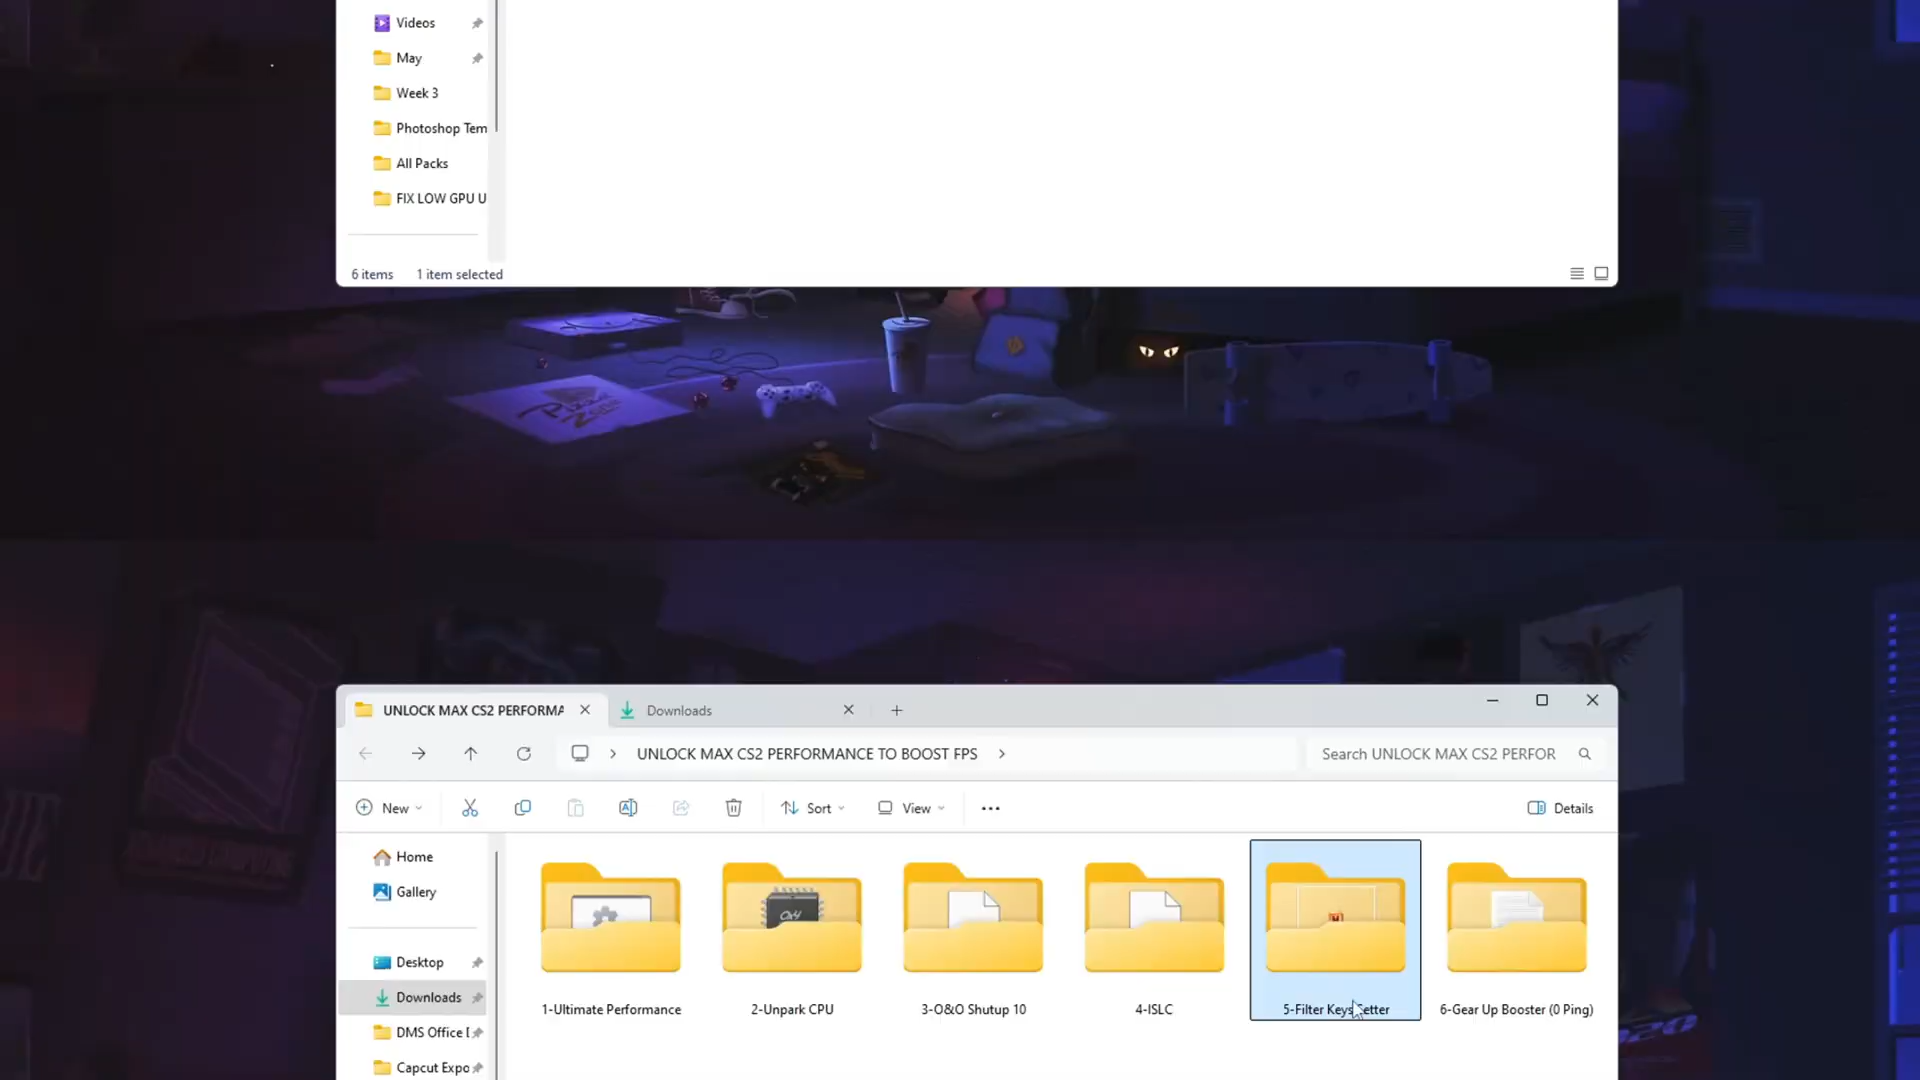 Videos
May
Week 3
Photoshop Tem
All Packs
FIX LOW GPU U
6 items 1 item selected
UNLOCK MAX CS2 PERFORMA
Downloads
UNLOCK MAX CS2 PERFORMANCE TO BOOST FPS
Search UNLOCK MAX CS2 PERFOR
New
Sort
View
Details
Home
Gallery
Desktop
Downloads
DMS Office
Capcut Expo
1-Ultimate Performance
2-Unpark CPU
3-O&O Shutup 10
4-ISLC
5-Filter Keys Setter
6-Gear Up Booster (0 Ping)